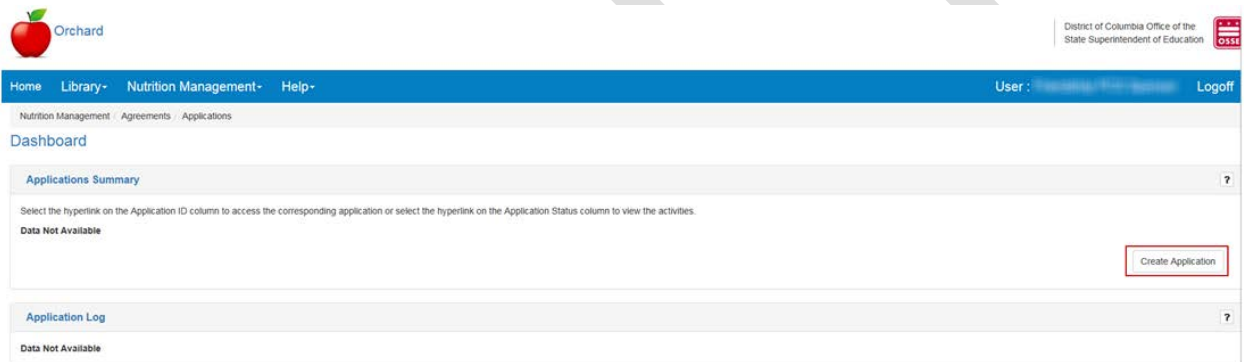 Orchard
District of Columbia Office of the
State Superintendent of Education
OSSE
Home Library Nutrition Management Help User : Logoff
Nutrition Management / Agreements / Applications
Dashboard
Applications Summary ?
Select the hyperlink on the Application ID column to access the corresponding application or select the hyperlink on the Application Status column to view the activities.
Data Not Available
Create Application
Application Log ?
Data Not Available